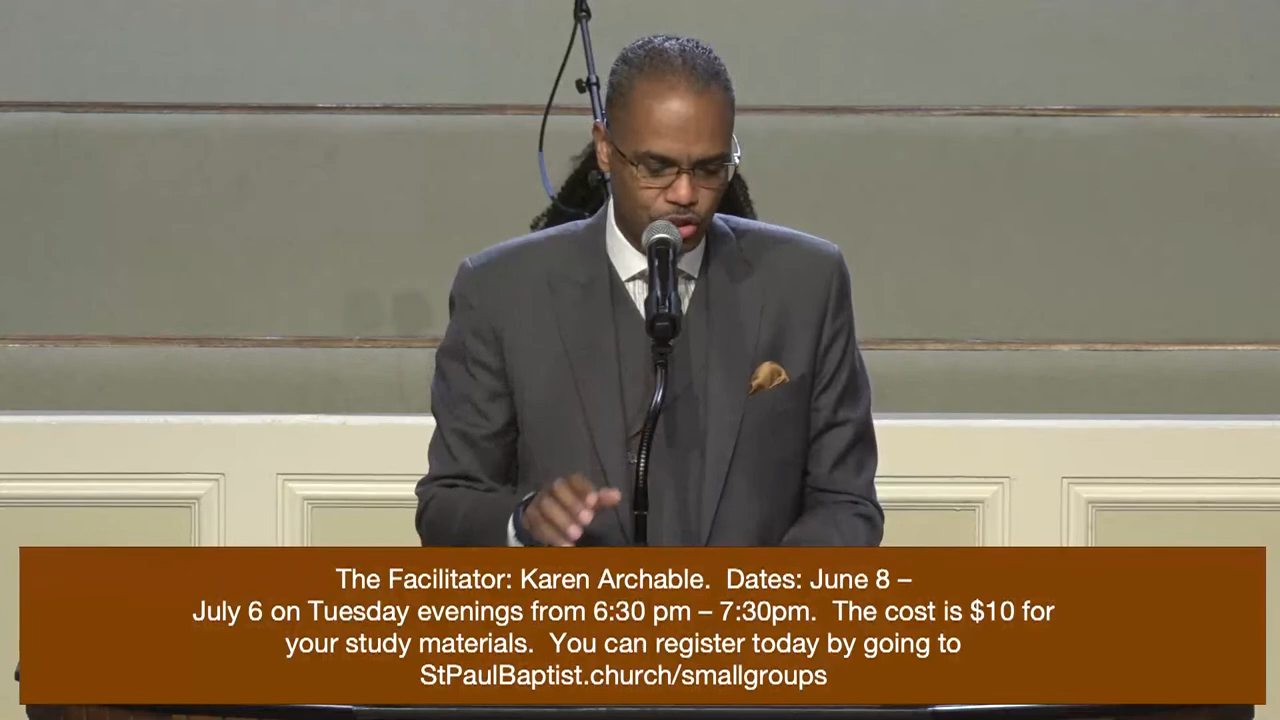 The Facilitator: Karen Archable.  Dates: June 8 –
July 6 on Tuesday evenings from 6:30 pm – 7:30pm.  The cost is $10 for
your study materials.  You can register today by going to
StPaulBaptist.church/smallgroups